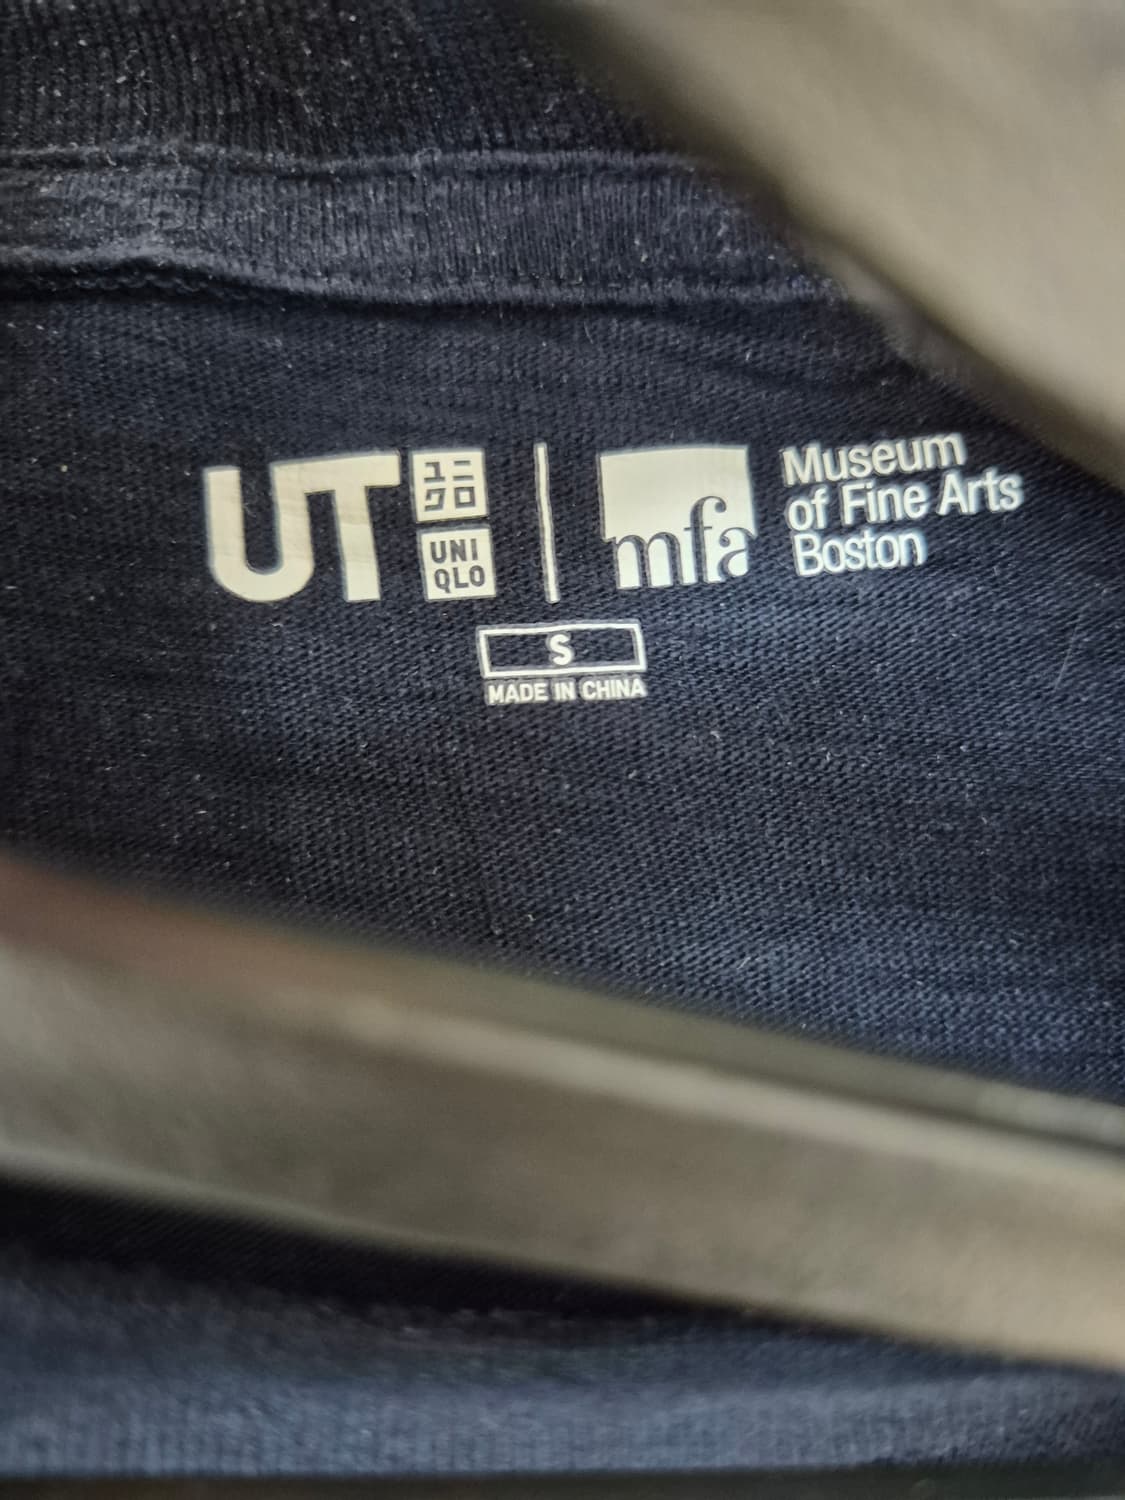 UT
ユニ
クロ
UNI
QLO
mfa
Museum
of Fine Arts
Boston
S
MADE IN CHINA